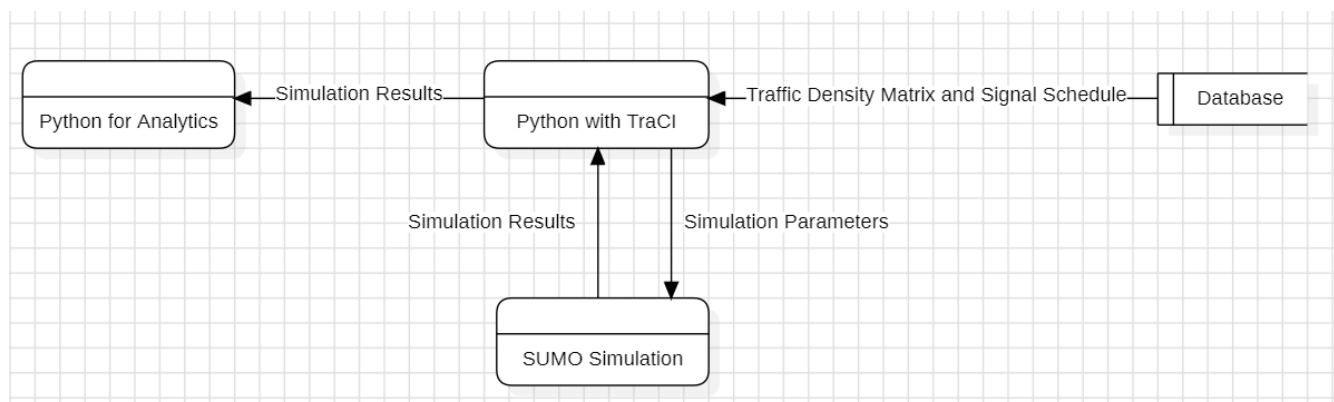 Simulation Results
Traffic Density Matrix and Signal Schedule
Database
Python for Analytics
Python with TraCI
Simulation Results
Simulation Parameters
SUMO Simulation